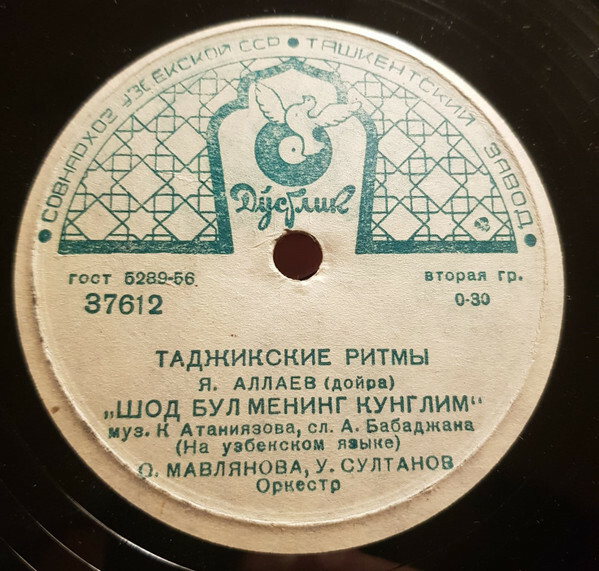 ● СОВНАРХОЗ УЗБЕКСКОЙ ССР ● ТАШКЕНТСКИЙ ЗАВОД ●
Дўстлик
ГОСТ 5289-56
вторая гр.
37612
0-30
ТАДЖИКСКИЕ РИТМЫ
Я. АЛЛАЕВ (дойра)
„ШОД БУЛ МЕНИНГ КУНГЛИМ“
муз. К Атаниязова, сл. А. Бабаджана
(На узбекском языке)
О. МАВЛЯНОВА, У. СУЛТАНОВ
Оркестр